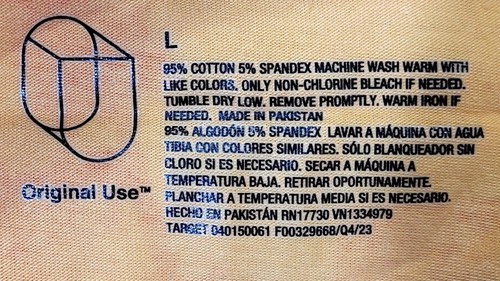 L
95% COTTON 5% SPANDEX MACHINE WASH WARM WITH
LIKE COLORS. ONLY NON-CHLORINE BLEACH IF NEEDED.
TUMBLE DRY LOW. REMOVE PROMPTLY. WARM IRON IF
NEEDED. MADE IN PAKISTAN
95% ALGODÓN 5% SPANDEX LAVAR A MÁQUINA CON AGUA
TIBIA CON COLORES SIMILARES. SÓLO BLANQUEADOR SIN
CLORO SI ES NECESARIO. SECAR A MÁQUINA A
TEMPERATURA BAJA. RETIRAR OPORTUNAMENTE.
PLANCHAR A TEMPERATURA MEDIA SI ES NECESARIO.
HECHO EN PAKISTÁN RN17730 VN1334979
TARGET 040150061 F00329668/Q4/23
Original Use™